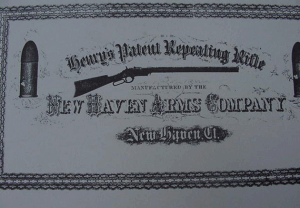 Henry's Patent Repeating Rifle
MANUFACTURED BY THE
NEW HAVEN ARMS COMPANY
New Haven Ct.